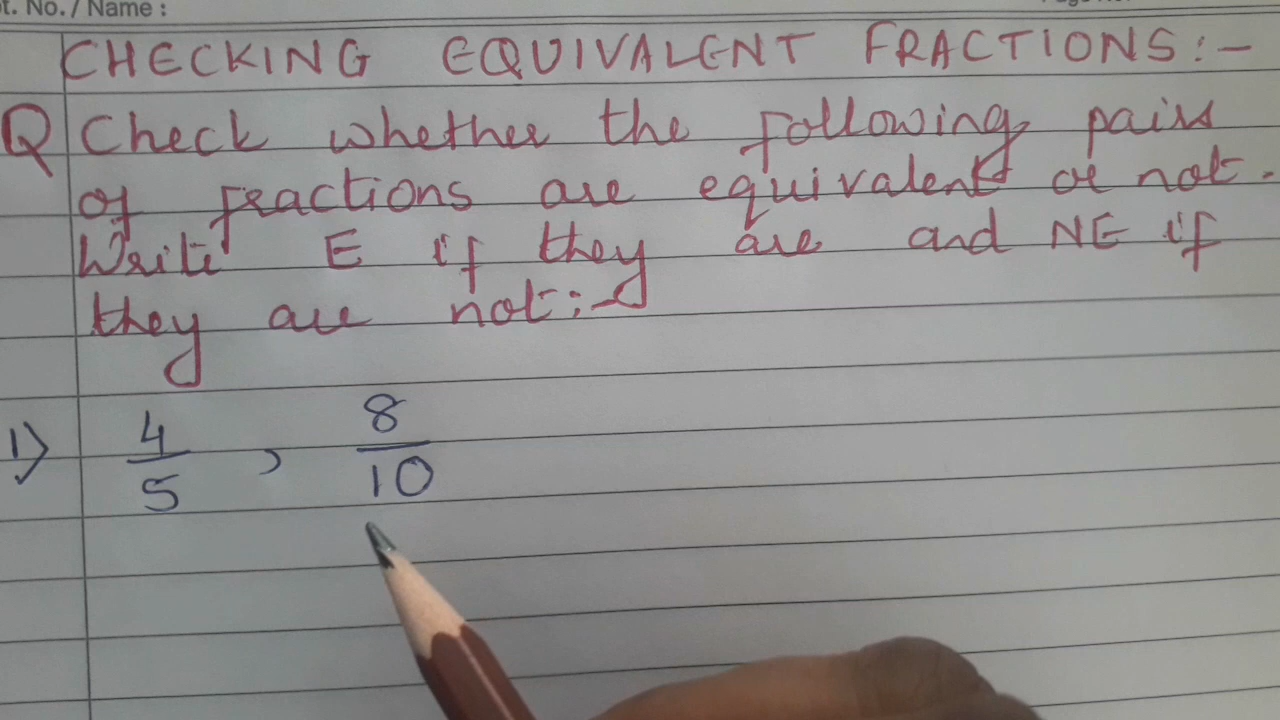 t. No. / Name :
CHECKING EQUIVALENT FRACTIONS:-
Q Check whether the following pairs
of fractions are equivalent or not.
Write E if they are and NE if
they are not:-
1) 4/5 , 8/10